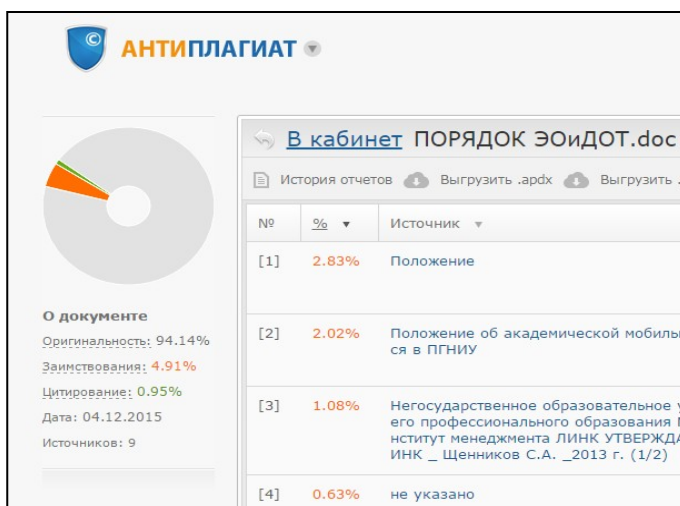 © АНТИПЛАГИАТ
В кабинет ПОРЯДОК ЭОиДОТ.doc
История отчетов Выгрузить .apdx Выгрузить .
№ % Источник
[1] 2.83% Положение
[2] 2.02% Положение об академической
ся в ПГНИУ
[3] 1.08% Негосударственное образовательное
его профессионального образования
нститут менеджмента ЛИНК
ИНК _ Щенников С.А. _2013 г. (1/2)
[4] 0.63% не указано
О документе
Оригинальность: 94.14%
Заимствования: 4.91%
Цитирование: 0.95%
Дата: 04.12.2015
Источников: 9